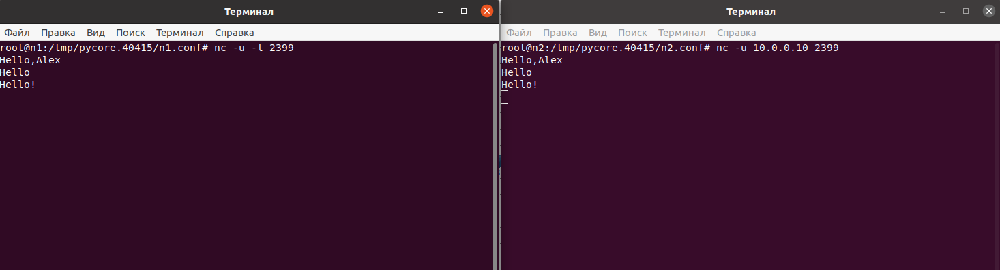 Терминал
Файл Правка Вид Поиск Терминал Справка
root@n1:/tmp/pycore.40415/n1.conf# nc -u -l 2399
Hello,Alex
Hello
Hello!
Терминал
Файл Правка Вид Поиск Терминал Справка
root@n2:/tmp/pycore.40415/n2.conf# nc -u 10.0.0.10 2399
Hello,Alex
Hello
Hello!